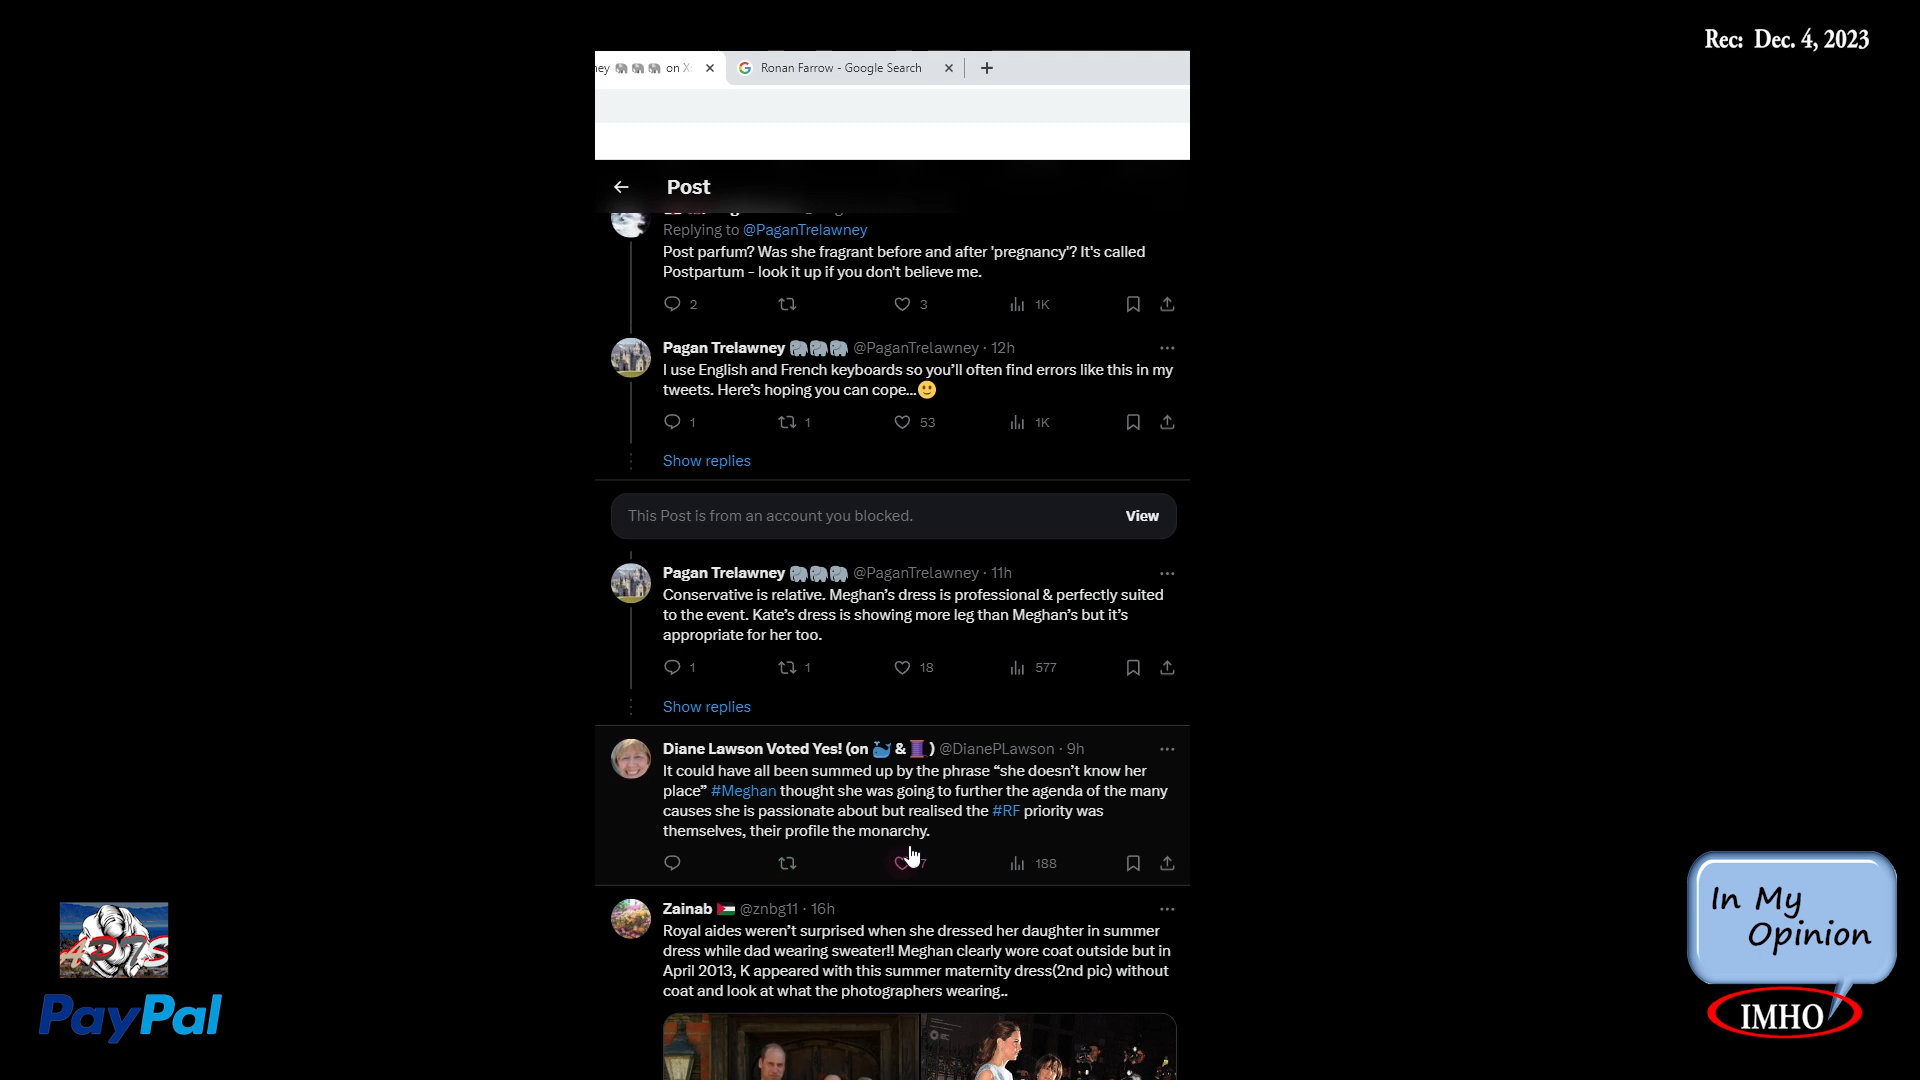 Rec: Dec. 4, 2023
ney 🐘🐘🐘 on X:
Ronan Farrow - Google Search
Post
Replying to @PaganTrelawney
Post parfum? Was she fragrant before and after 'pregnancy'? It's called
Postpartum - look it up if you don't believe me.
2 3 1K
Pagan Trelawney 🐘🐘🐘 @PaganTrelawney · 12h
I use English and French keyboards so you'll often find errors like this in my
tweets. Here's hoping you can cope...🙂
1 1 53 1K
Show replies
This Post is from an account you blocked.
View
Pagan Trelawney 🐘🐘🐘 @PaganTrelawney · 11h
Conservative is relative. Meghan's dress is professional & perfectly suited
to the event. Kate's dress is showing more leg than Meghan's but it's
appropriate for her too.
1 1 18 577
Show replies
Diane Lawson Voted Yes! (on 🐳 & 🧵) @DianePLawson · 9h
It could have all been summed up by the phrase “she doesn't know her
place” #Meghan thought she was going to further the agenda of the many
causes she is passionate about but realised the #RF priority was
themselves, their profile the monarchy.
7 188
Zainab 🇵🇸 @znbg11 · 16h
Royal aides weren't surprised when she dressed her daughter in summer
dress while dad wearing sweater!! Meghan clearly wore coat outside but in
April 2013, K appeared with this summer maternity dress(2nd pic) without
coat and look at what the photographers wearing..
PayPal
In My
Opinion
IMHO